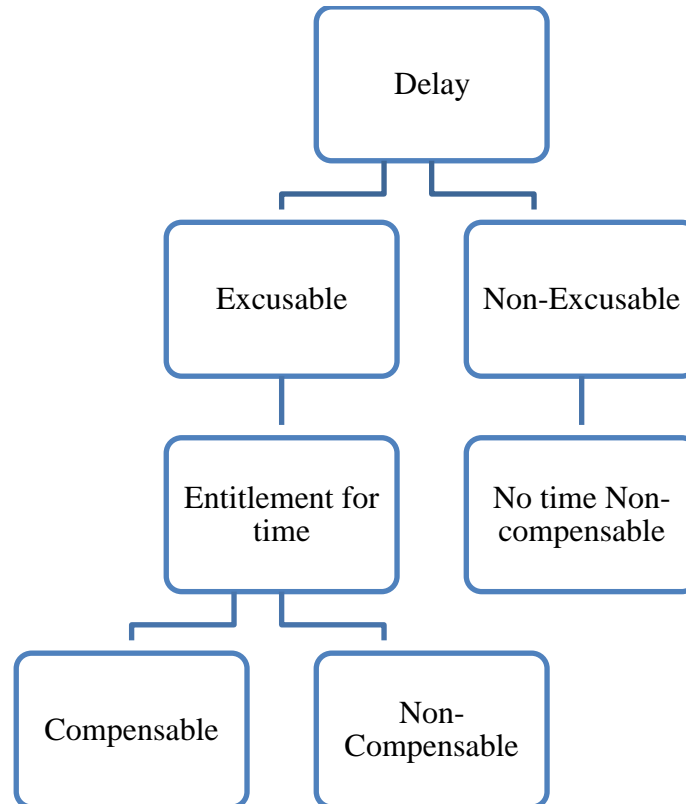 Delay
Excusable
Non-Excusable
Entitlement for
time
No time Non-
compensable
Compensable
Non-
Compensable